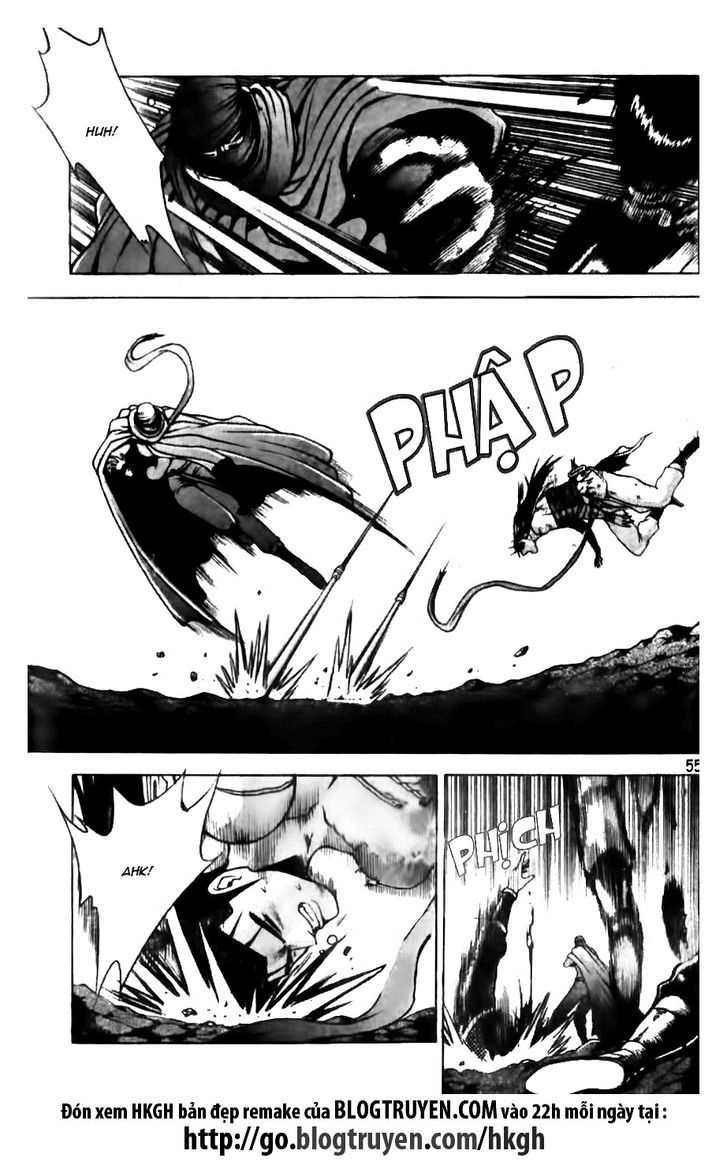 HUH!
PHẬP
55
AHK!
PHỊCH
Đón xem HKGH bản đẹp remake của BLOGTRUYEN.COM vào 22h mỗi ngày tại :
http://go.blogtruyen.com/hkgh